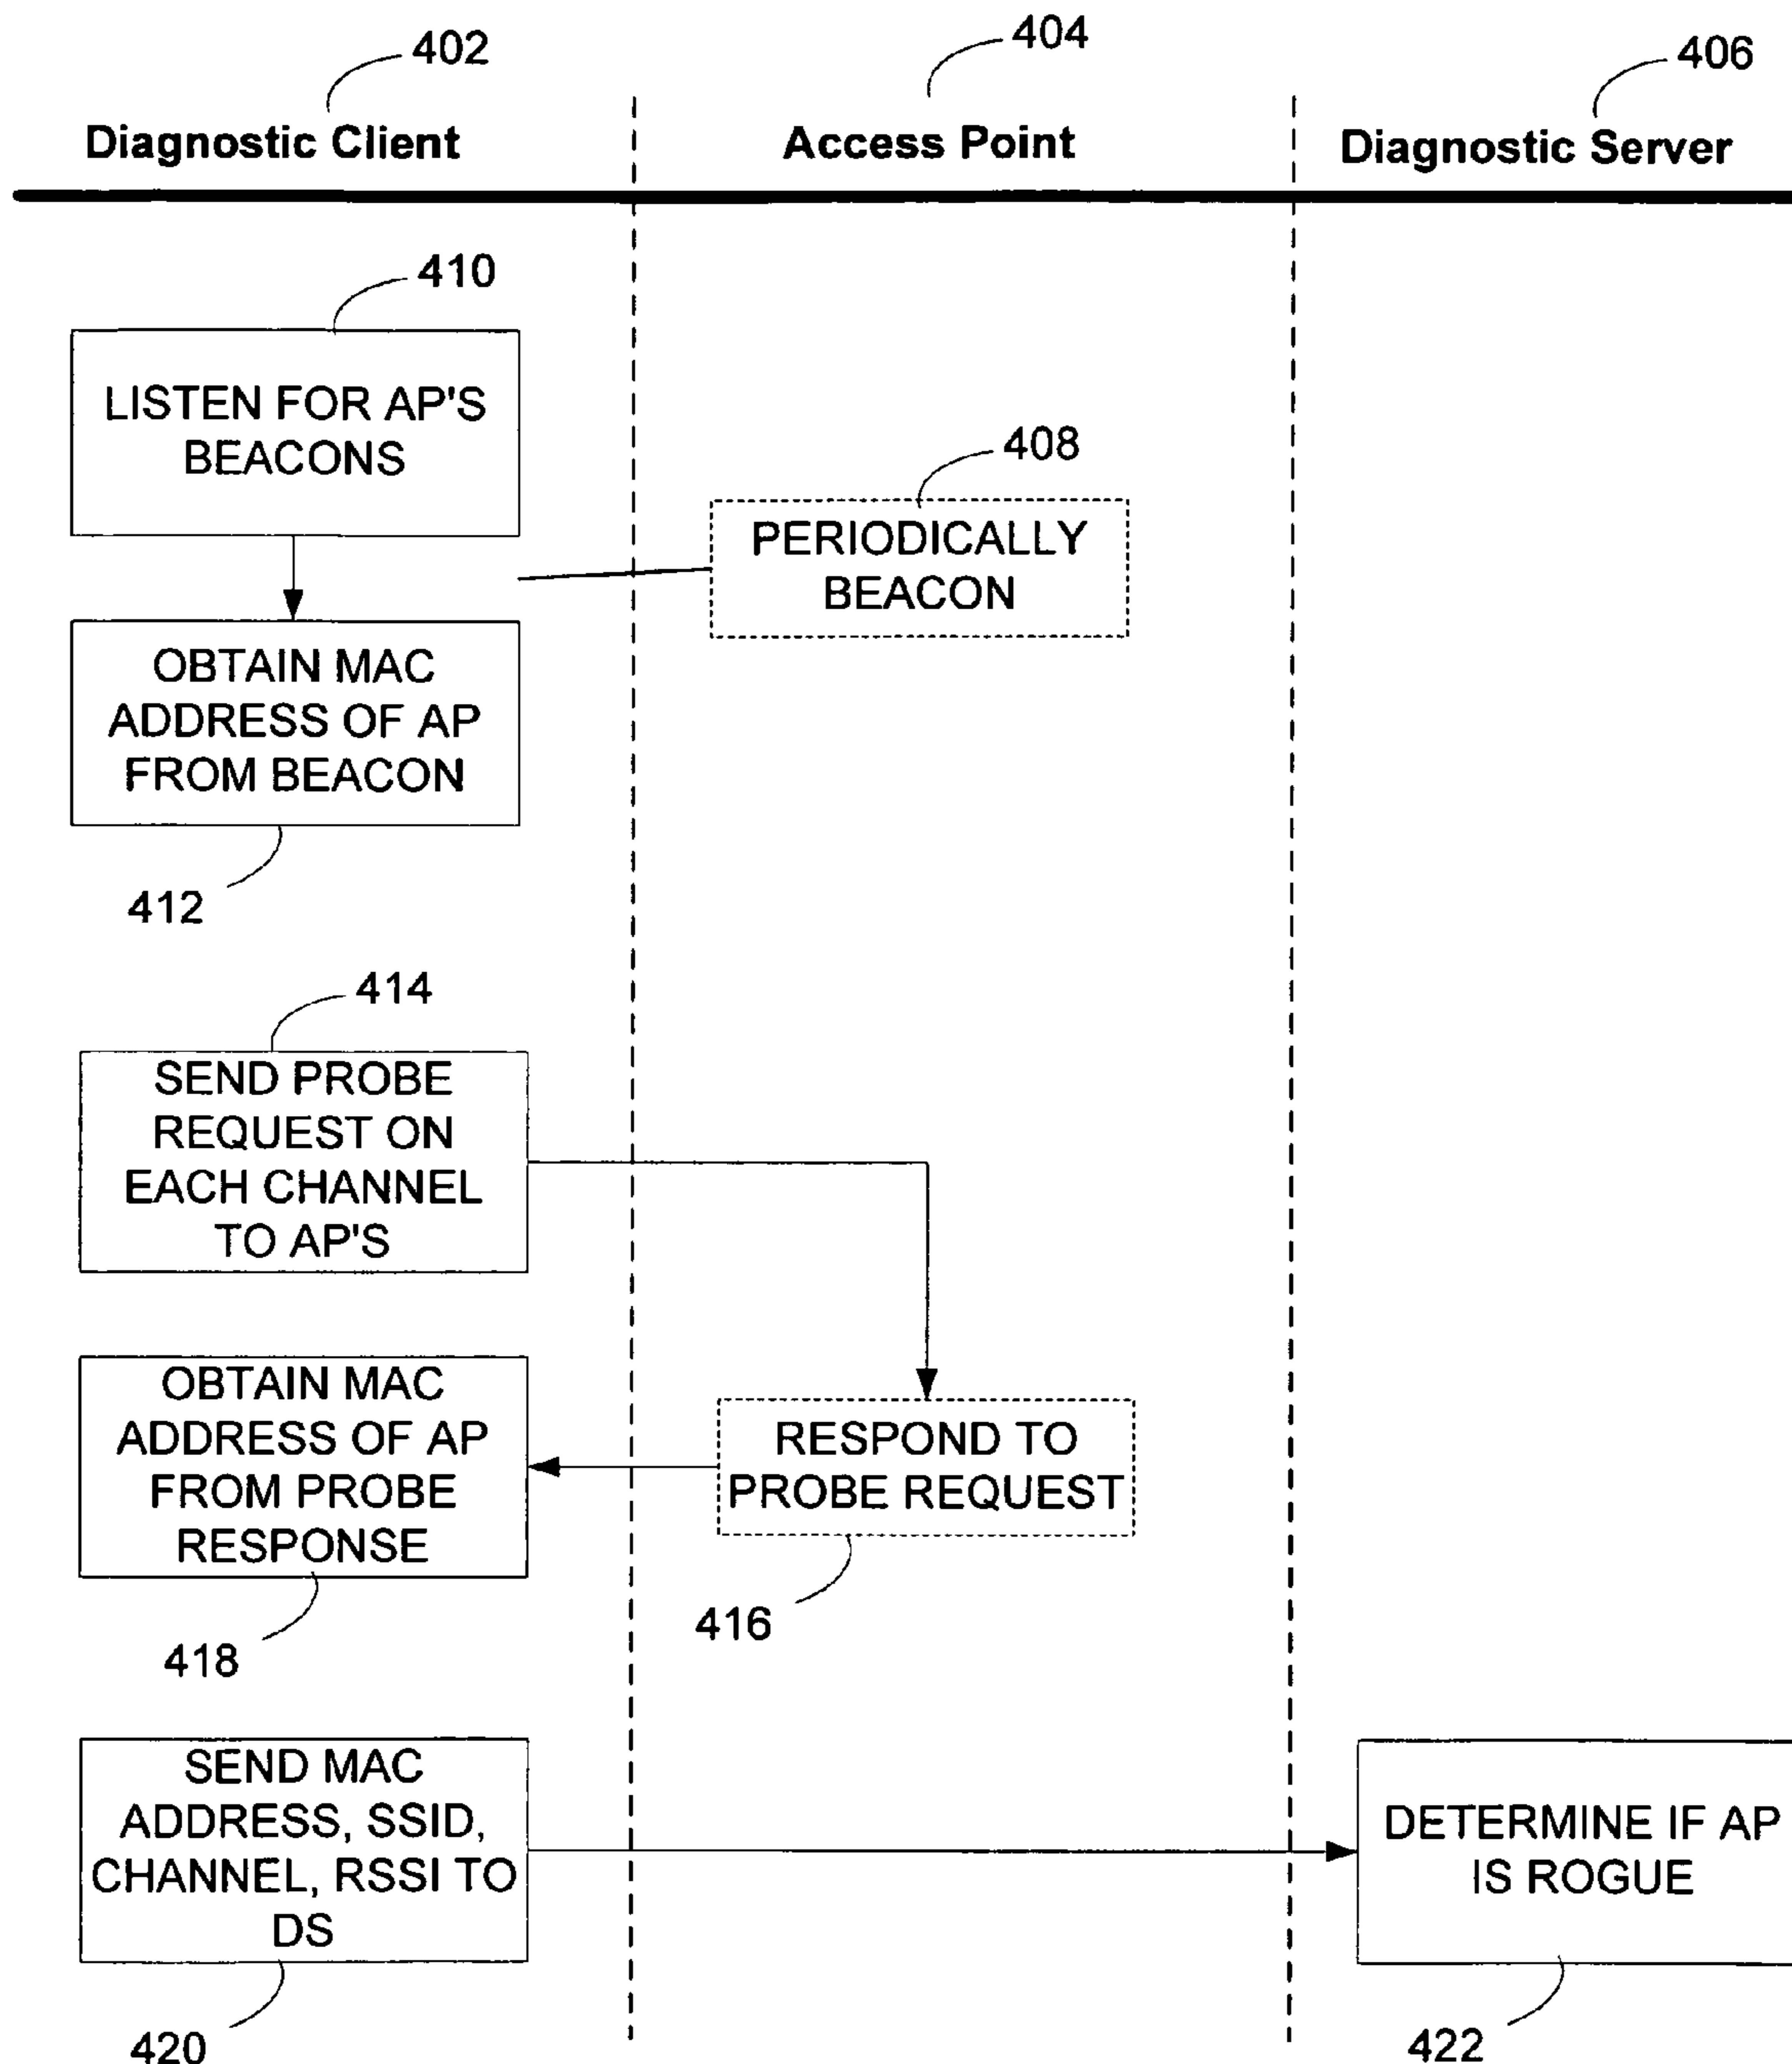 402
404
406
Diagnostic Client
Access Point
Diagnostic Server
410
LISTEN FOR AP'S
BEACONS
408
PERIODICALLY
BEACON
OBTAIN MAC
ADDRESS OF AP
FROM BEACON
412
414
SEND PROBE
REQUEST ON
EACH CHANNEL
TO AP'S
OBTAIN MAC
ADDRESS OF AP
FROM PROBE
RESPONSE
418
RESPOND TO
PROBE REQUEST
416
SEND MAC
ADDRESS, SSID,
CHANNEL, RSSI TO
DS
420
DETERMINE IF AP
IS ROGUE
422